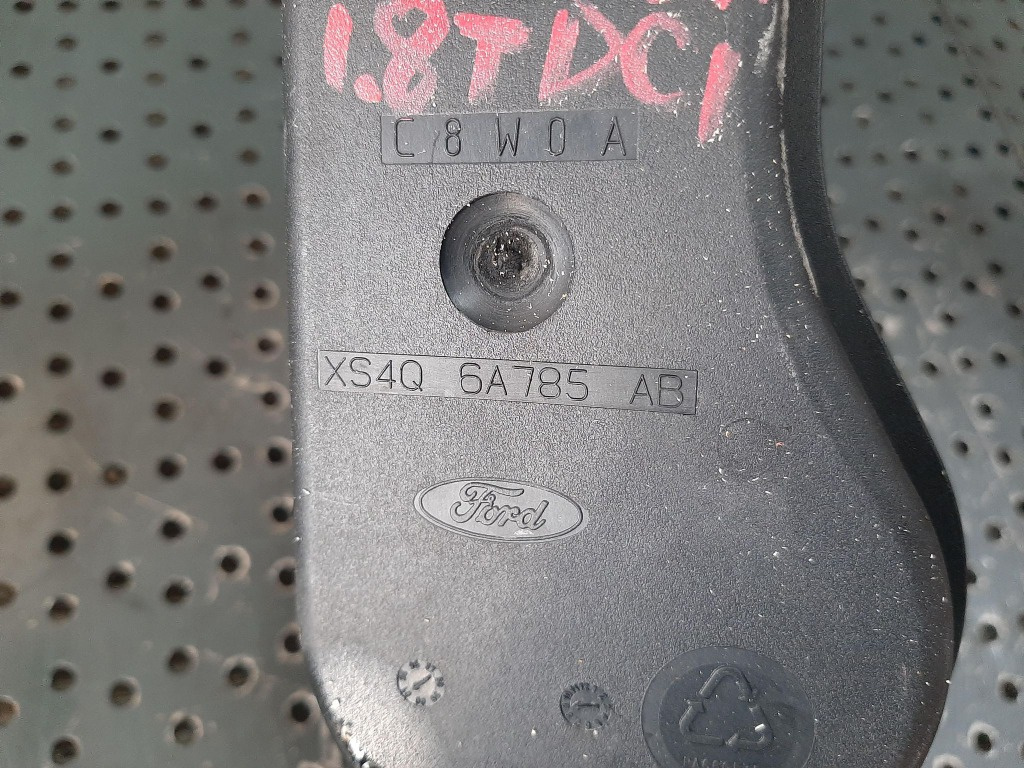 1.8TDCI
C8W0A
XS4Q 6A785 AB
Ford